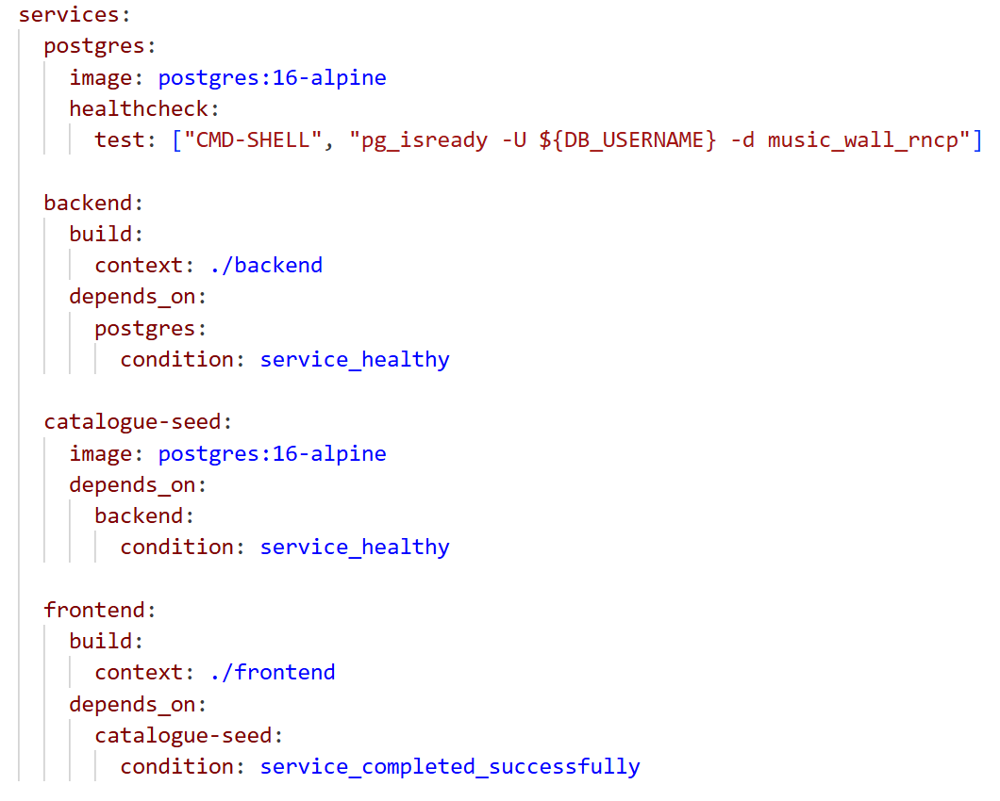 services:
  postgres:
    image: postgres:16-alpine
    healthcheck:
      test: ["CMD-SHELL", "pg_isready -U ${DB_USERNAME} -d music_wall_rncp"]

  backend:
    build:
      context: ./backend
    depends_on:
      postgres:
        condition: service_healthy

  catalogue-seed:
    image: postgres:16-alpine
    depends_on:
      backend:
        condition: service_healthy

  frontend:
    build:
      context: ./frontend
    depends_on:
      catalogue-seed:
        condition: service_completed_successfully